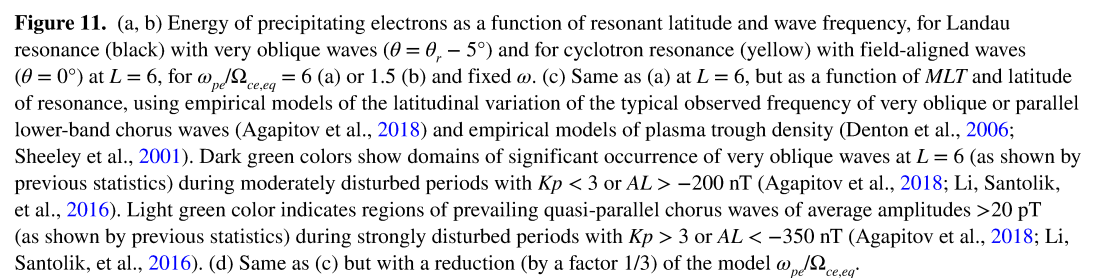 Figure 11. (a, b) Energy of precipitating electrons as a function of resonant latitude and wave frequency, for Landau
resonance (black) with very oblique waves (θ = θr − 5°) and for cyclotron resonance (yellow) with field-aligned waves
(θ = 0°) at L = 6, for ωpe/Ωce,eq = 6 (a) or 1.5 (b) and fixed ω. (c) Same as (a) at L = 6, but as a function of MLT and latitude
of resonance, using empirical models of the latitudinal variation of the typical observed frequency of very oblique or parallel
lower-band chorus waves (Agapitov et al., 2018) and empirical models of plasma trough density (Denton et al., 2006;
Sheeley et al., 2001). Dark green colors show domains of significant occurrence of very oblique waves at L = 6 (as shown by
previous statistics) during moderately disturbed periods with Kp < 3 or AL > −200 nT (Agapitov et al., 2018; Li, Santolik,
et al., 2016). Light green color indicates regions of prevailing quasi-parallel chorus waves of average amplitudes >20 pT
(as shown by previous statistics) during strongly disturbed periods with Kp > 3 or AL < −350 nT (Agapitov et al., 2018; Li,
Santolik, et al., 2016). (d) Same as (c) but with a reduction (by a factor 1/3) of the model ωpe/Ωce,eq.